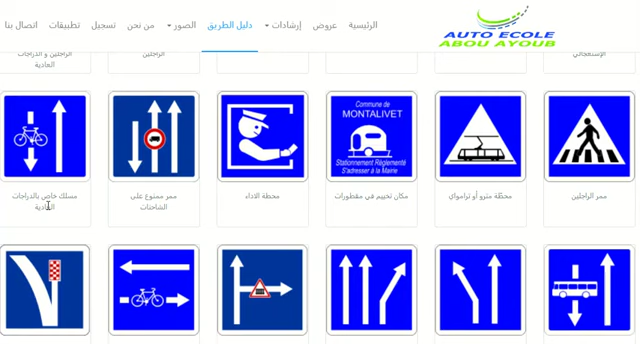 الرئيسية عروض إرشادات دليل الطريق الصور من نحن تسجيل تطبيقات اتصال بنا
AUTO ECOLE
ABOU AYOUB
الإستعجالي
الراجلين
الراجلين و الدراجات
العادية
Commune de
MONTALIVET
Stationnement Réglementé
S'adresser à la Mairie
ممر الراجلين
محطّة مترو أو ترامواي
مكان تخييم في مقطورات
محطة الاداء
ممر ممنوع على
الشاحنات
مسلك خاص بالدراجات
العادية